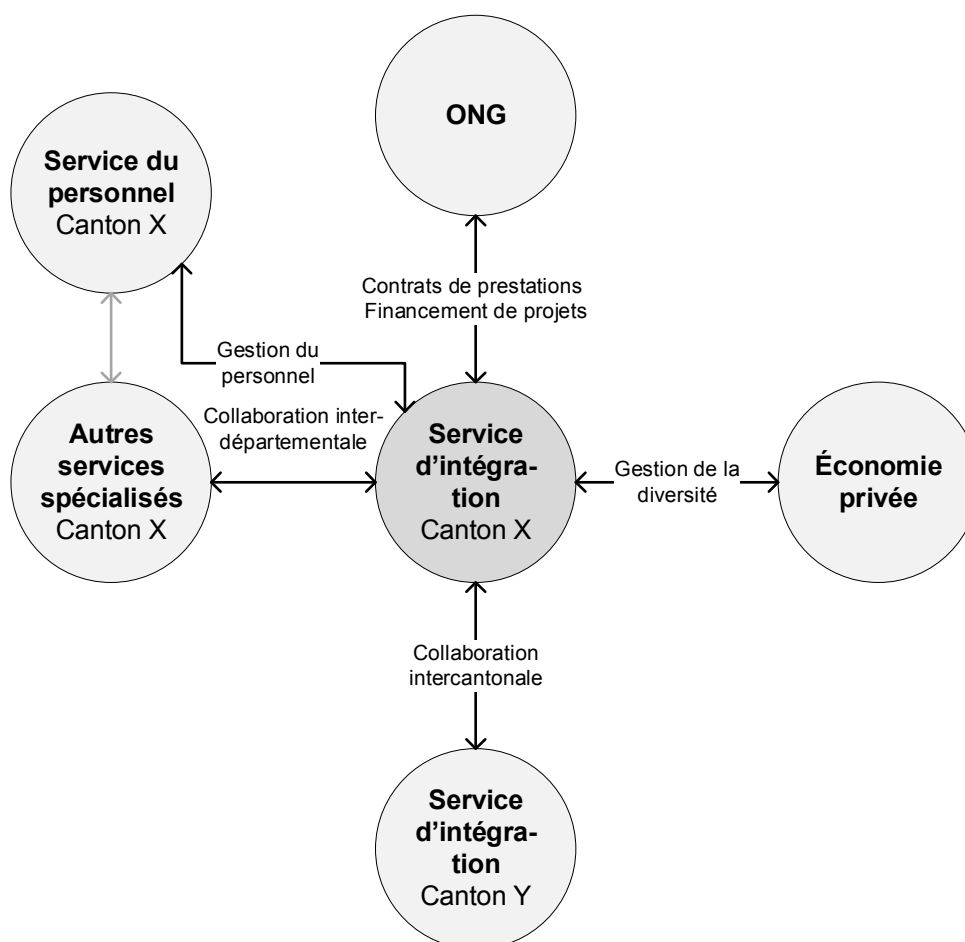 ONG
Service du
personnel
Canton X
Contrats de prestations
Financement de projets
Gestion du
personnel
Collaboration inter-
départementale
Autres
services
spécialisés
Canton X
Service
d’intégra-
tion
Canton X
Gestion de la
diversité
Économie
privée
Collaboration
intercantonale
Service
d’intégra-
tion
Canton Y